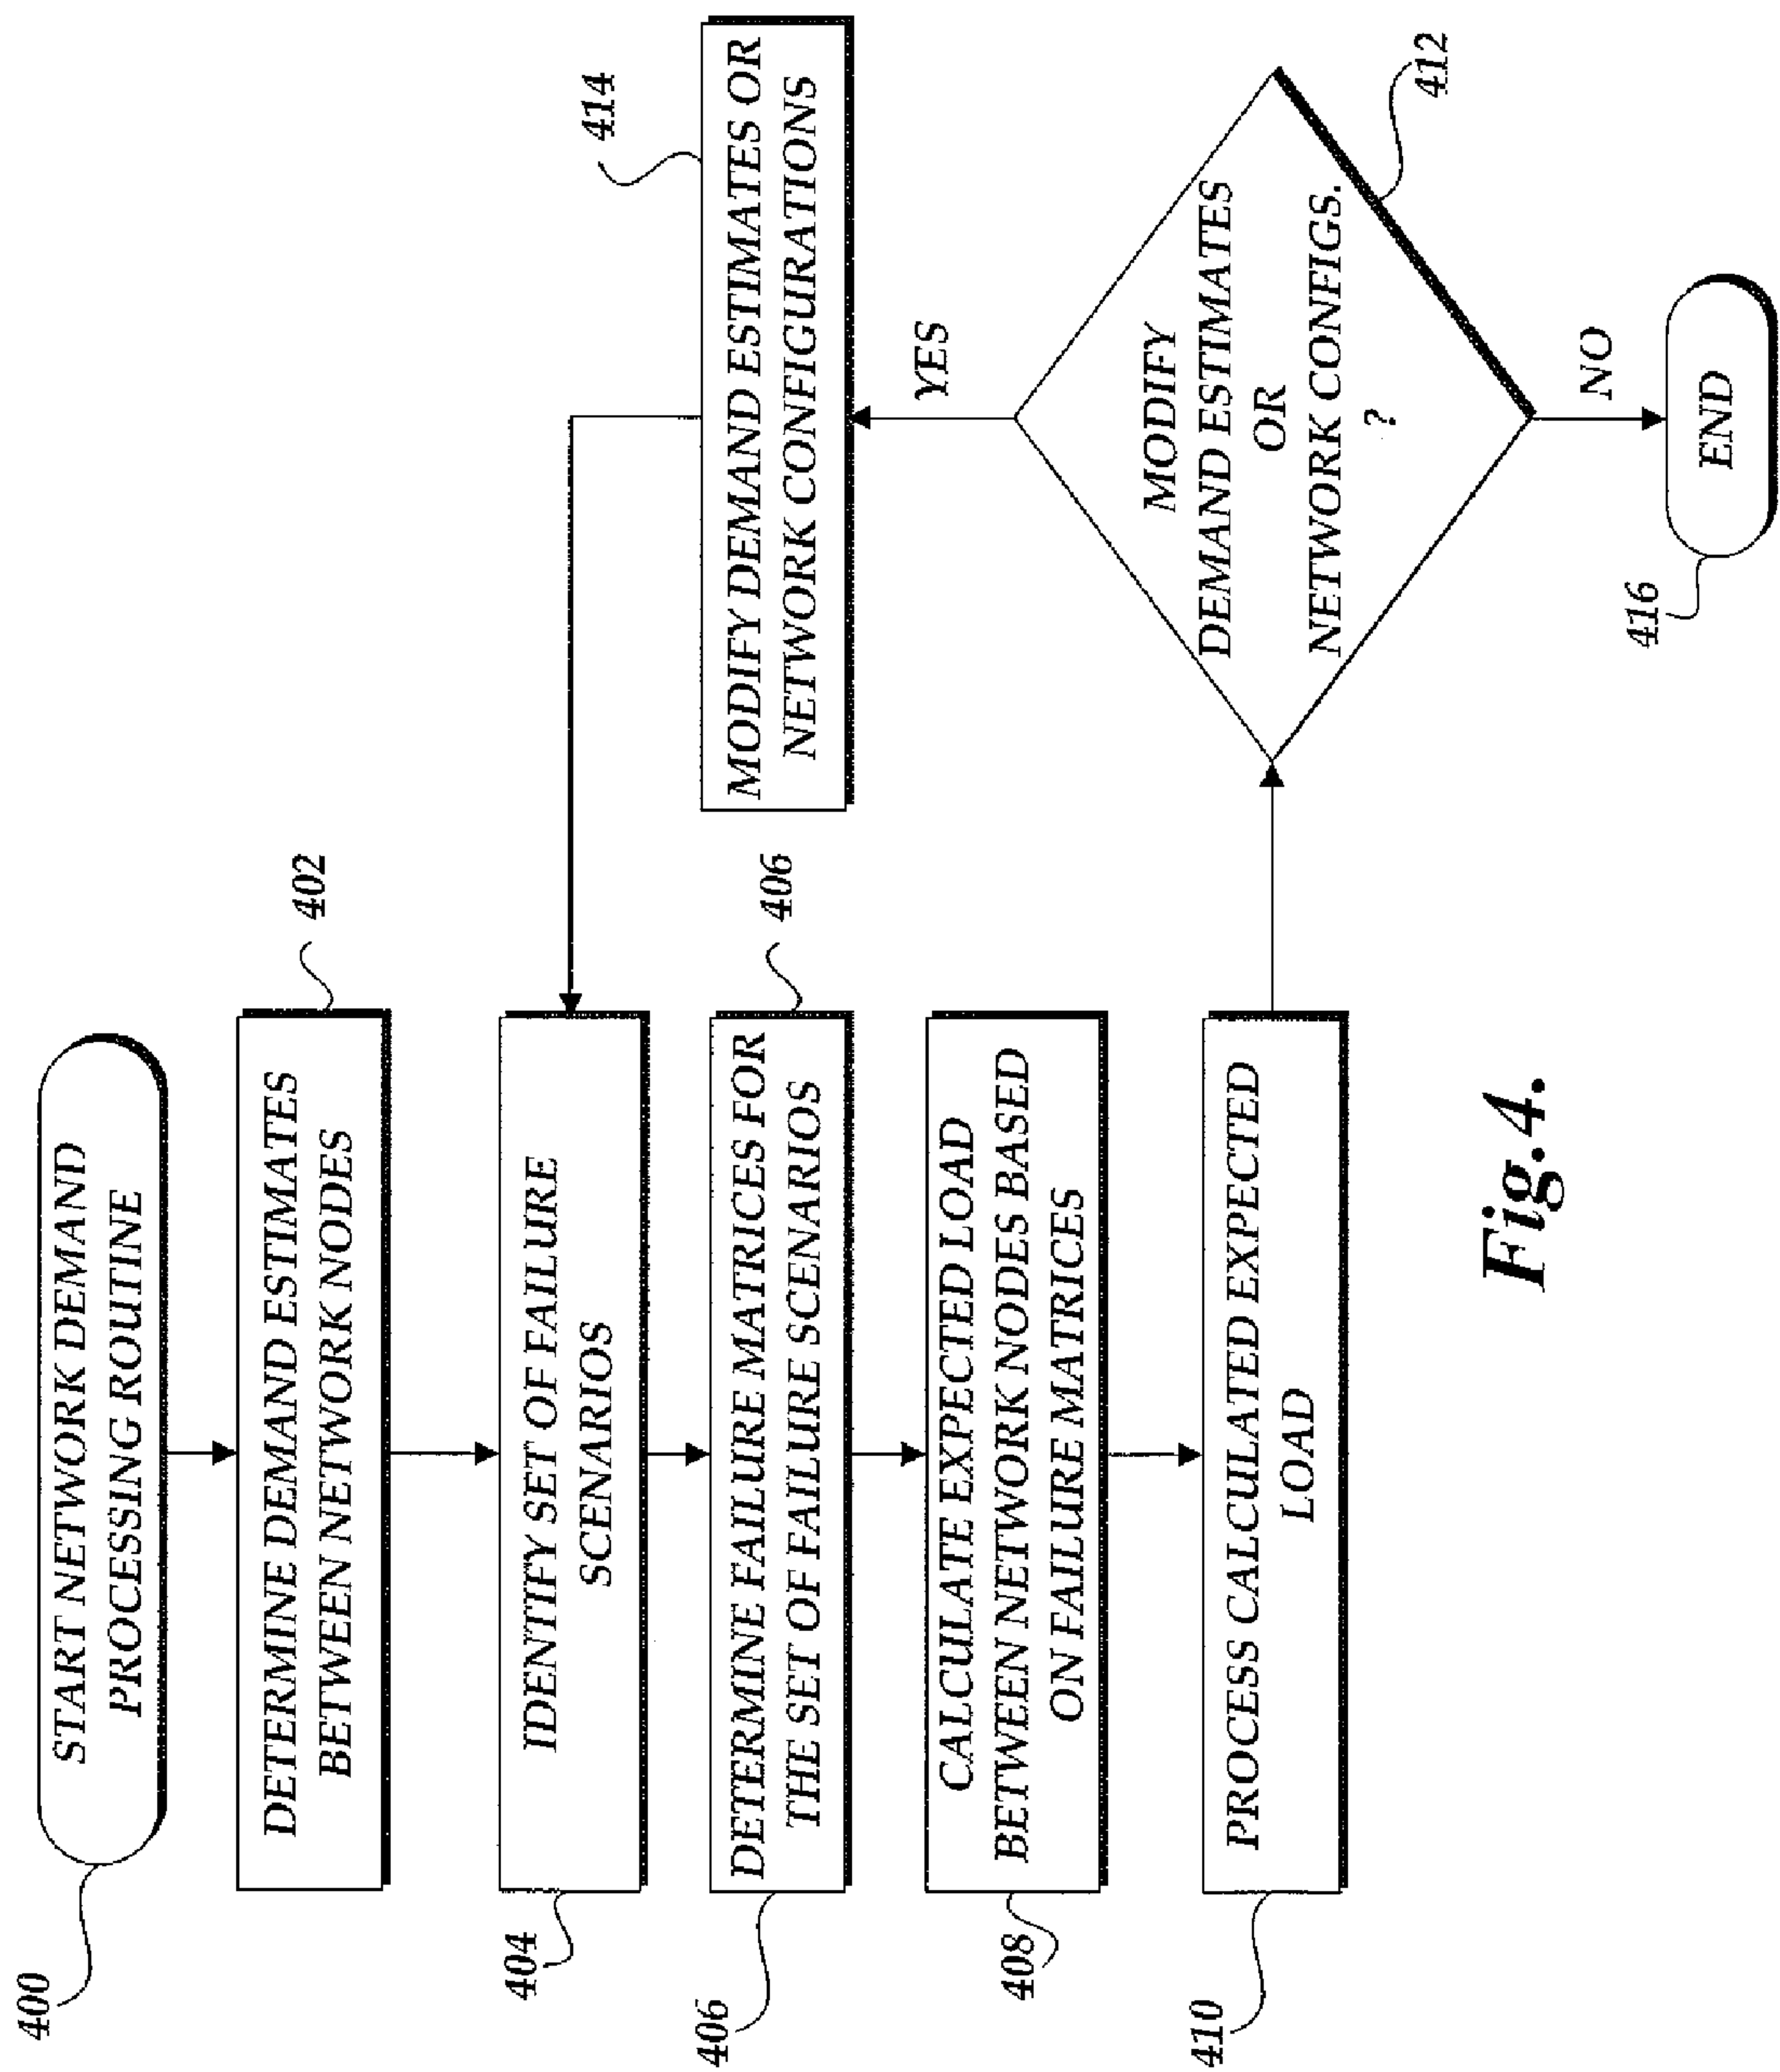 400
START NETWORK DEMAND
PROCESSING ROUTINE
402
DETERMINE DEMAND ESTIMATES
BETWEEN NETWORK NODES
404
IDENTIFY SET OF FAILURE
SCENARIOS
406
406
DETERMINE FAILURE MATRICES FOR
THE SET OF FAILURE SCENARIOS
408
CALCULATE EXPECTED LOAD
BETWEEN NETWORK NODES BASED
ON FAILURE MATRICES
410
PROCESS CALCULATED EXPECTED
LOAD
414
MODIFY DEMAND ESTIMATES OR
NETWORK CONFIGURATIONS
YES
412
MODIFY
DEMAND ESTIMATES
OR
NETWORK CONFIGS.
?
NO
416
END
Fig.4.